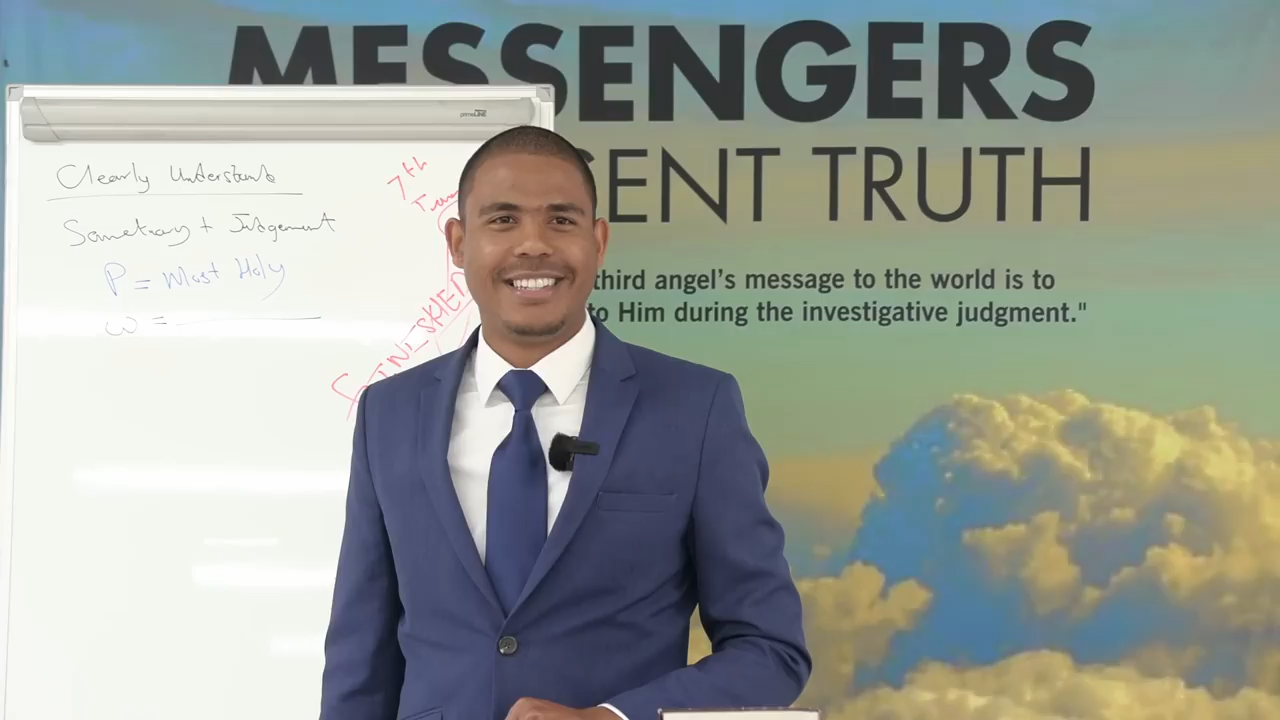 MESSENGERS
SENT TRUTH
third angel's message to the world is to
to Him during the investigative judgment."
Clearly Understand
Sanctuary + Judgement
P = Most Holy
W =
7th
FINISHED